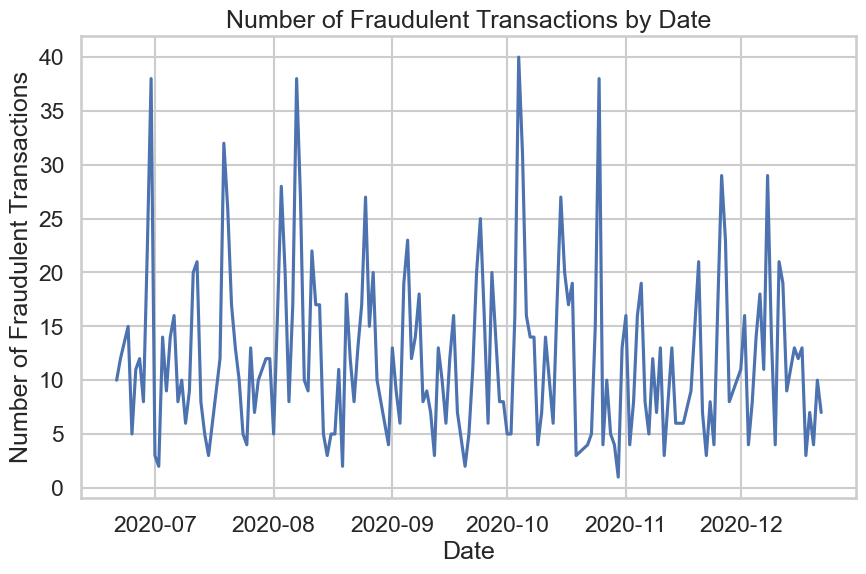 Number of Fraudulent Transactions by Date
Number of Fraudulent Transactions
40
35
30
25
20
15
10
5
0
2020-07 2020-08 2020-09 2020-10 2020-11 2020-12
Date